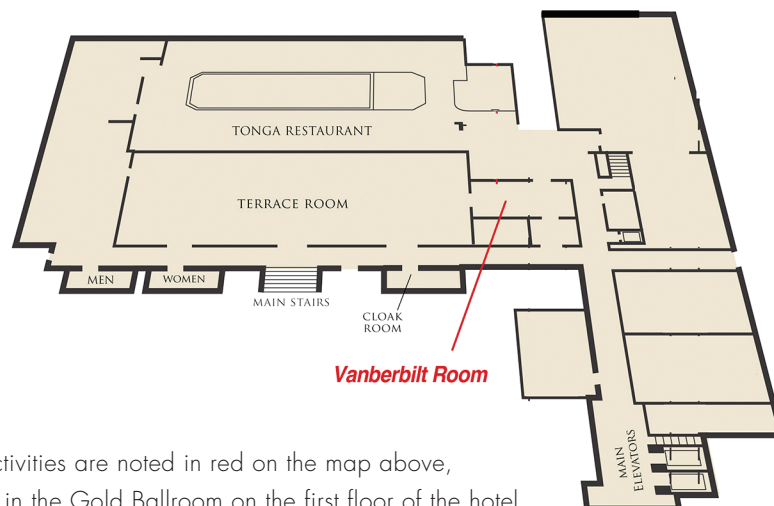 TONGA RESTAURANT
TERRACE ROOM
MEN
WOMEN
MAIN STAIRS
CLOAK
ROOM
Vanberbilt Room
MAIN
ELEVATORS
ctivities are noted in red on the map above,
in the Gold Ballroom on the first floor of the hotel